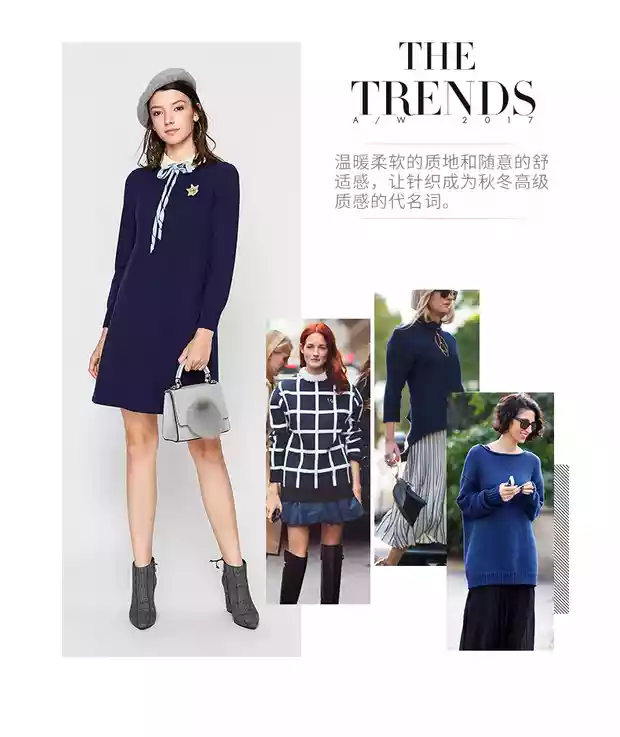 THE
TRENDS
A/W 2017
温暖柔软的质地和随意的舒
适感，让针织成为秋冬高级
质感的代名词。